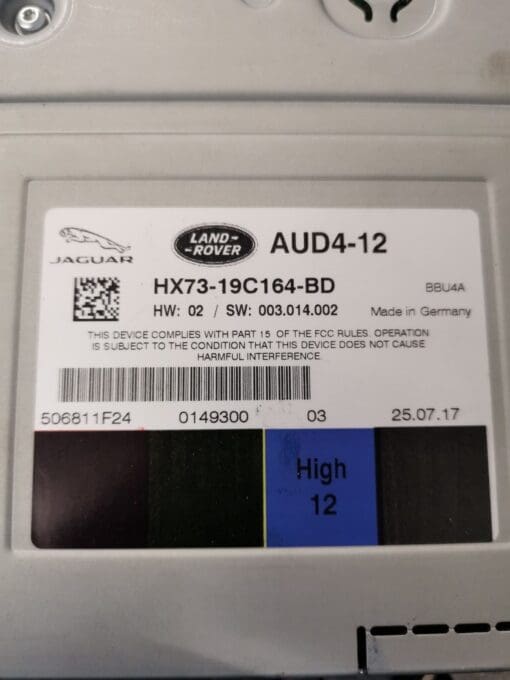 JAGUAR
LAND-
-ROVER
AUD4-12
HX73-19C164-BD
BBU4A
HW: 02 / SW: 003.014.002
Made in Germany
THIS DEVICE COMPLIES WITH PART 15 OF THE FCC RULES. OPERATION
IS SUBJECT TO THE CONDITION THAT THIS DEVICE DOES NOT CAUSE
HARMFUL INTERFERENCE.
506811F24 0149300 03 25.07.17
High
12